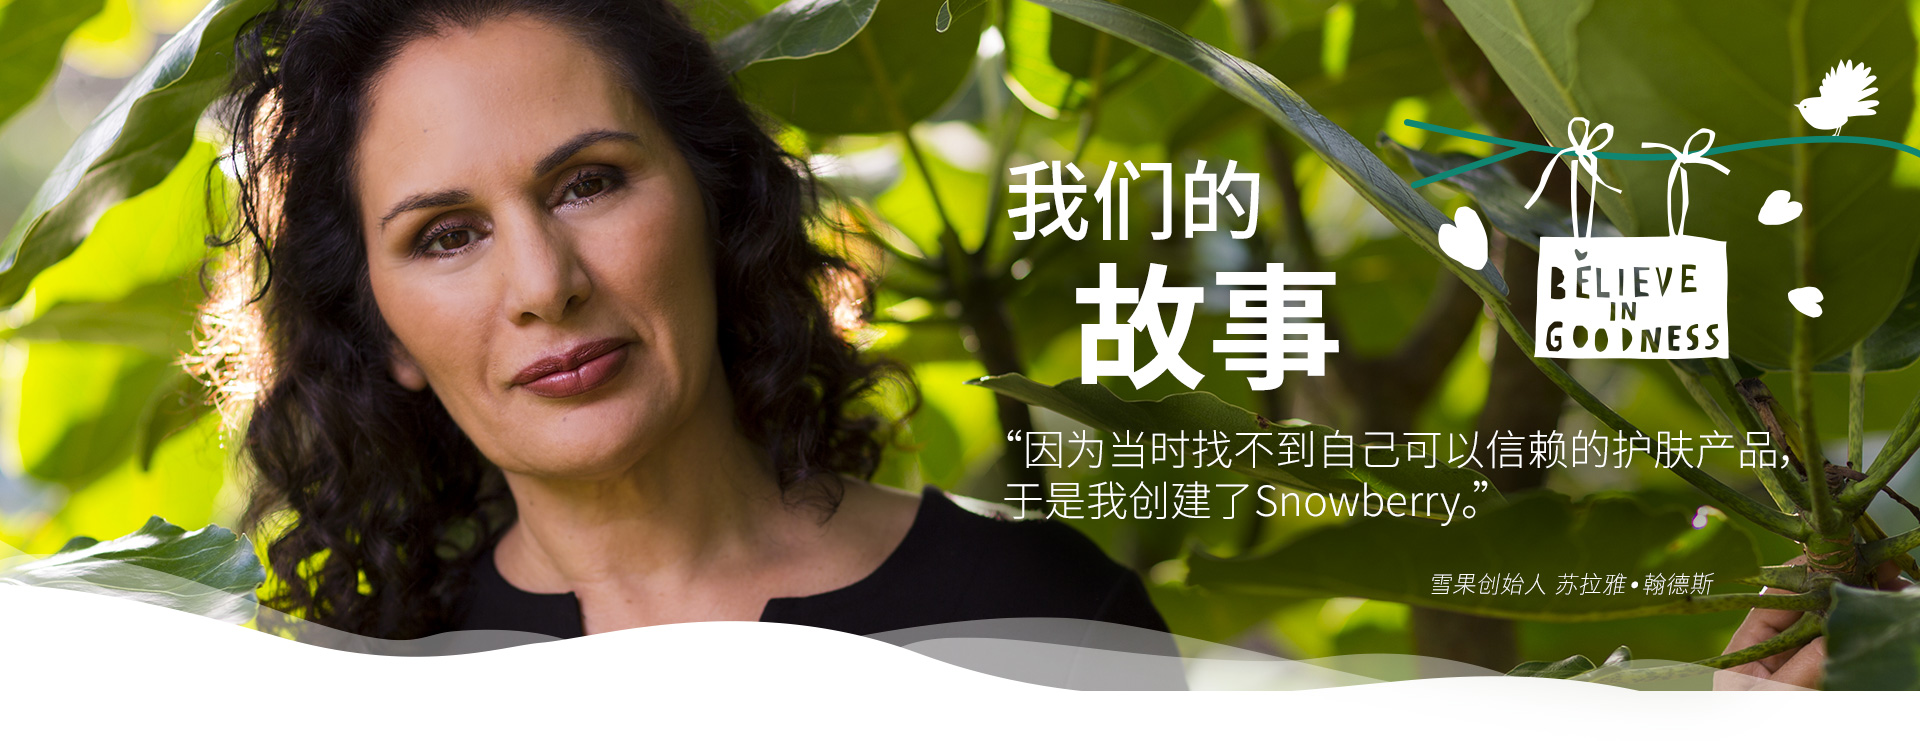 我们的
故事
“因为当时找不到自己可以信赖的护肤产品,
于是我创建了Snowberry。”
雪果创始人 苏拉雅•翰德斯
BELIEVE
IN
GOODNESS